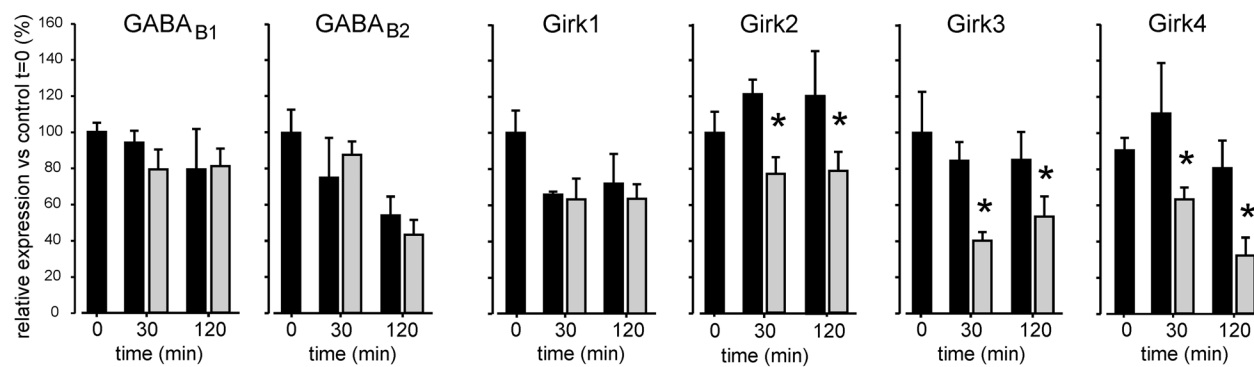 relative expression vs control t=0 (%)
160
140
120
100
80
60
40
20
0
GABA B1
0 30 120
time (min)
GABA B2
0 30 120
time (min)
Girk1
0 30 120
time (min)
Girk2
* *
0 30 120
time (min)
Girk3
* *
0 30 120
time (min)
Girk4
* *
0 30 120
time (min)